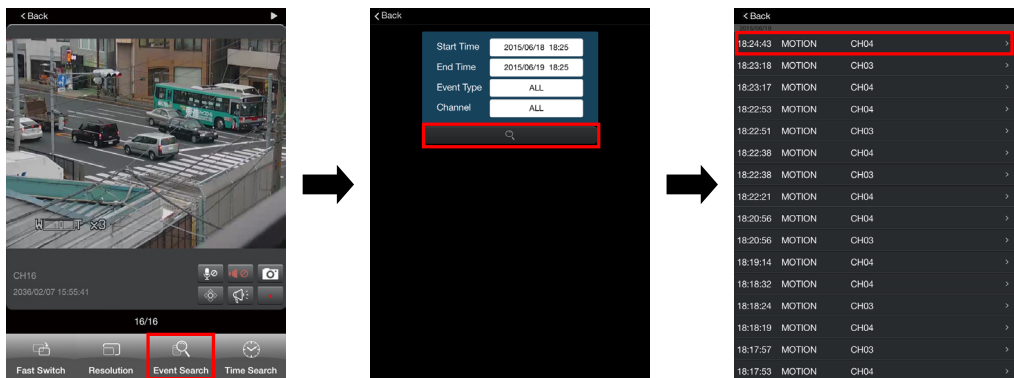 < Back
W T x3
CH16
2036/02/07 15:55:41
16/16
Fast Switch Resolution Event Search Time Search
< Back
Start Time 2015/06/18 18:25
End Time 2015/06/19 18:25
Event Type ALL
Channel ALL
< Back
2015/06/19
18:24:43 MOTION CH04 >
18:23:18 MOTION CH03 >
18:23:17 MOTION CH04 >
18:22:53 MOTION CH04 >
18:22:51 MOTION CH03 >
18:22:38 MOTION CH04 >
18:22:38 MOTION CH03 >
18:22:21 MOTION CH04 >
18:20:56 MOTION CH04 >
18:20:56 MOTION CH03 >
18:19:14 MOTION CH04 >
18:18:32 MOTION CH04 >
18:18:24 MOTION CH03 >
18:18:19 MOTION CH04 >
18:17:57 MOTION CH03 >
18:17:53 MOTION CH04 >